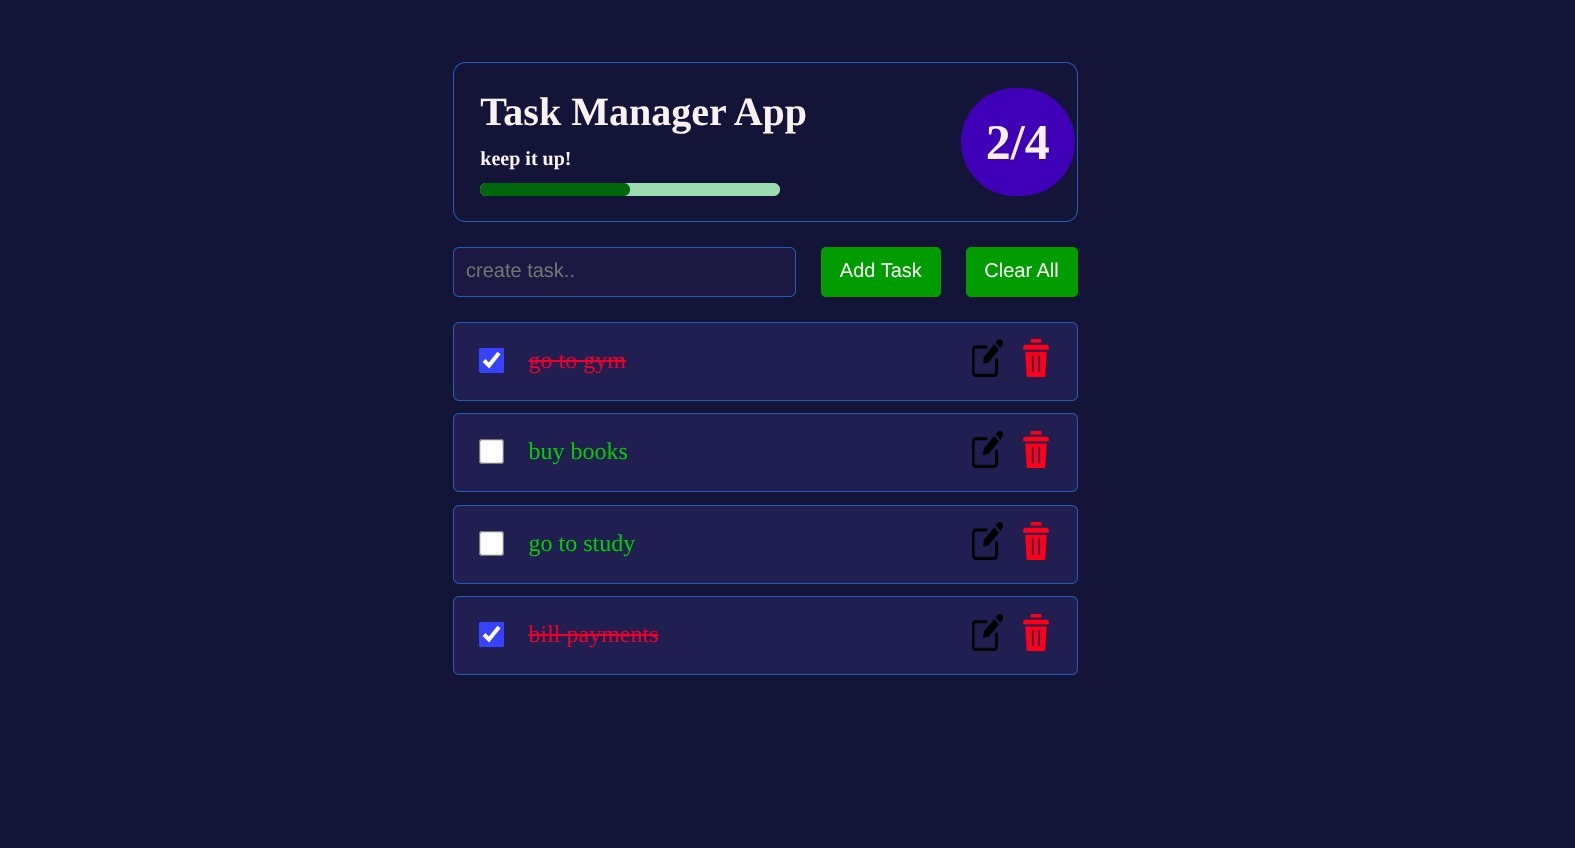 Task Manager App
keep it up!
2/4
create task..
Add Task
Clear All
go to gym
buy books
go to study
bill payments